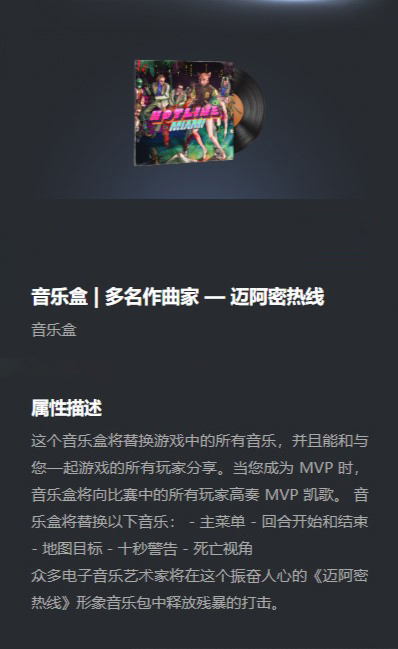 HOTLINE
MIAMI
音乐盒 | 多名作曲家 — 迈阿密热线
音乐盒
属性描述
这个音乐盒将替换游戏中的所有音乐，并且能和与
您一起游戏的所有玩家分享。当您成为 MVP 时，
音乐盒将向比赛中的所有玩家高奏 MVP 凯歌。 音
乐盒将替换以下音乐： - 主菜单 - 回合开始和结束
- 地图目标 - 十秒警告 - 死亡视角
众多电子音乐艺术家将在这个振奋人心的《迈阿密
热线》形象音乐包中释放残暴的打击。